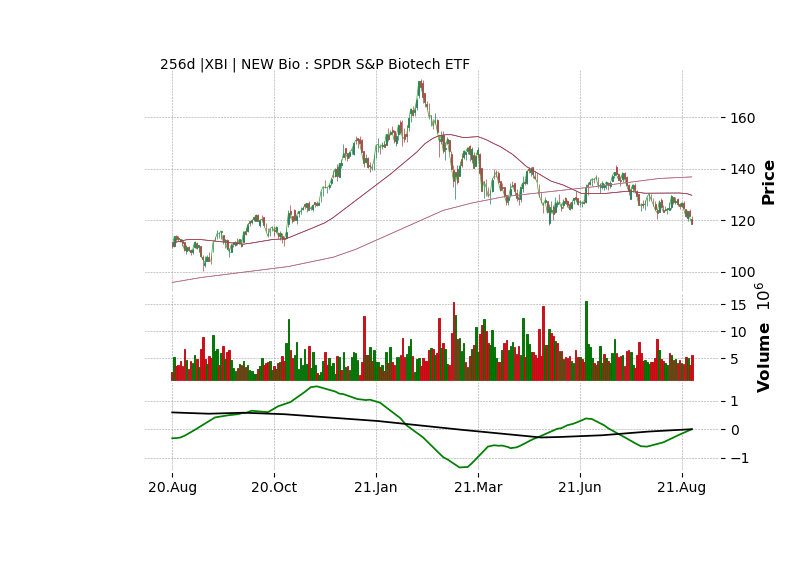 256d |XBI | NEW Bio : SPDR S&P Biotech ETF
160
140
120
100
Price
15
10
5
Volume 10^6
1
0
−1
20.Aug 20.Oct 21.Jan 21.Mar 21.Jun 21.Aug